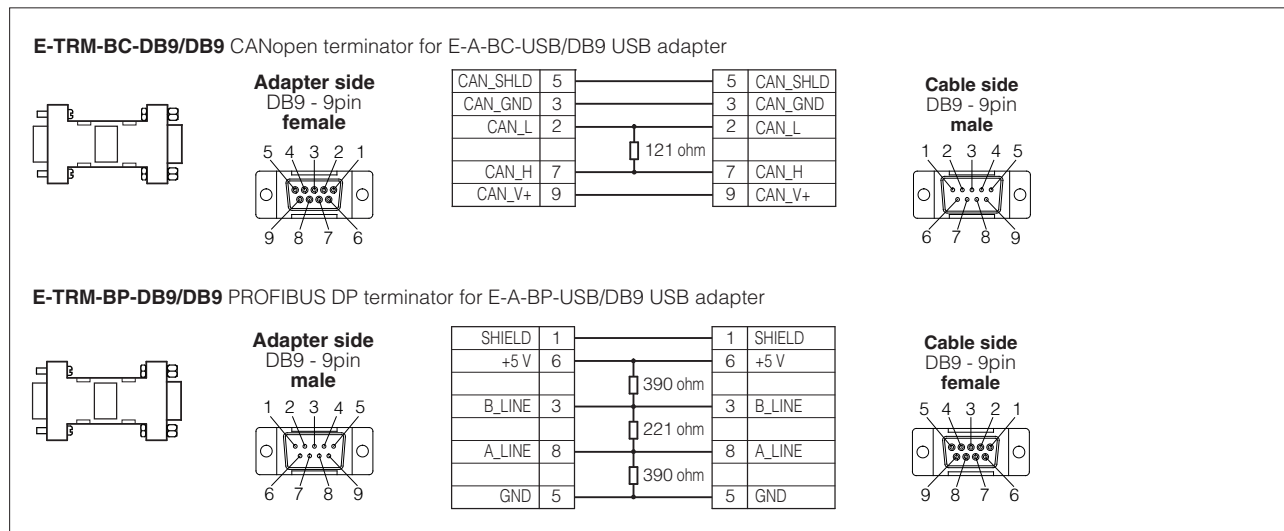 E-TRM-BC-DB9/DB9 CANopen terminator for E-A-BC-USB/DB9 USB adapter
Adapter side
DB9 - 9pin
female
5 4 3 2 1
9 8 7 6
CAN_SHLD 5 5 CAN_SHLD
CAN_GND 3 3 CAN_GND
CAN_L 2 2 CAN_L
121 ohm
CAN_H 7 7 CAN_H
CAN_V+ 9 9 CAN_V+
Cable side
DB9 - 9pin
male
1 2 3 4 5
6 7 8 9
E-TRM-BP-DB9/DB9 PROFIBUS DP terminator for E-A-BP-USB/DB9 USB adapter
Adapter side
DB9 - 9pin
male
1 2 3 4 5
6 7 8 9
SHIELD 1 1 SHIELD
+5 V 6 6 +5 V
390 ohm
B_LINE 3 3 B_LINE
221 ohm
A_LINE 8 8 A_LINE
390 ohm
GND 5 5 GND
Cable side
DB9 - 9pin
female
5 4 3 2 1
9 8 7 6